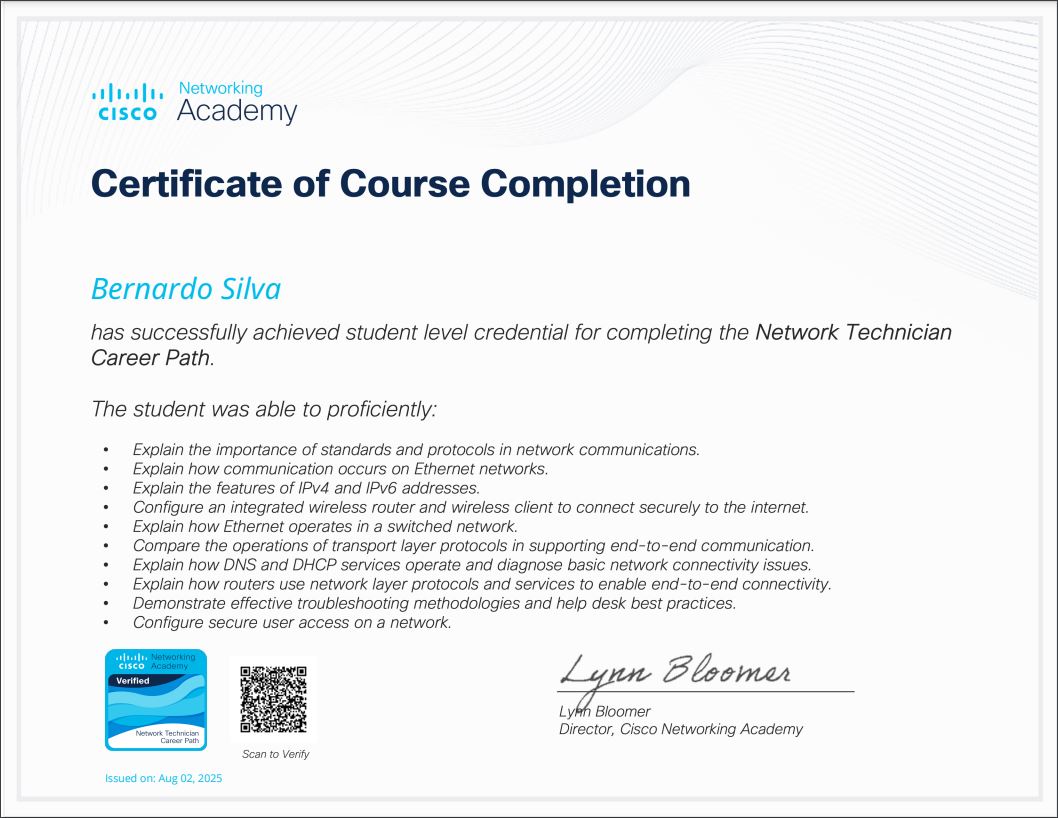 CISCO Networking Academy
Certificate of Course Completion
Bernardo Silva
has successfully achieved student level credential for completing the Network Technician
Career Path.
The student was able to proficiently:
• Explain the importance of standards and protocols in network communications.
• Explain how communication occurs on Ethernet networks.
• Explain the features of IPv4 and IPv6 addresses.
• Configure an integrated wireless router and wireless client to connect securely to the internet.
• Explain how Ethernet operates in a switched network.
• Compare the operations of transport layer protocols in supporting end-to-end communication.
• Explain how DNS and DHCP services operate and diagnose basic network connectivity issues.
• Explain how routers use network layer protocols and services to enable end-to-end connectivity.
• Demonstrate effective troubleshooting methodologies and help desk best practices.
• Configure secure user access on a network.
CISCO Networking Academy
Verified
Network Technician
Career Path
Scan to Verify
Issued on: Aug 02, 2025
Lynn Bloomer
Lynn Bloomer
Director, Cisco Networking Academy